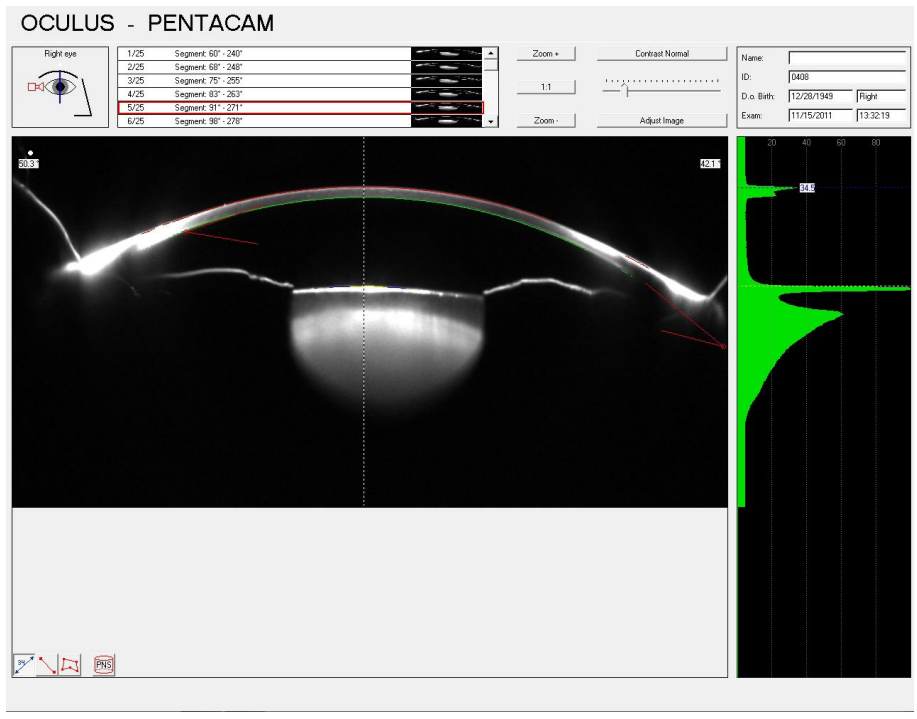 OCULUS - PENTACAM
Right eye
1/25 Segment: 60° - 240°
2/25 Segment: 68° - 248°
3/25 Segment: 75° - 255°
4/25 Segment: 83° - 263°
5/25 Segment: 91° - 271°
6/25 Segment: 98° - 278°
Zoom +
1:1
Zoom -
Contrast Normal
Adjust Image
Name:
ID: 0408
D.o. Birth: 12/28/1949 Right
Exam: 11/15/2011 13:32:19
50.3°
42.1°
20 40 60 80
34.5
PNS